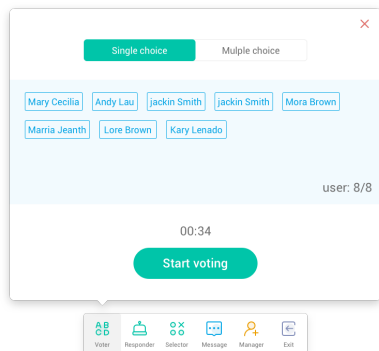 Single choice Mulple choice
Mary Cecilia Andy Lau jackin Smith jackin Smith Mora Brown
Marria Jeanth Lore Brown Kary Lenado
user: 8/8
00:34
Start voting
AB
CD
Voter Responder Selector Message Manager Exit